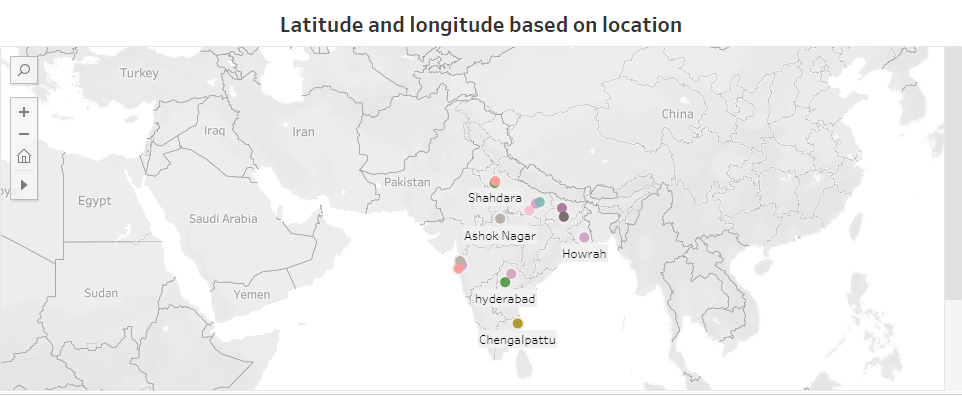 Latitude and longitude based on location
Turkey
China
Iraq
Iran
Pakistan
Egypt
Shahdara
Saudi Arabia
Ashok Nagar
Howrah
Sudan
Yemen
hyderabad
Chengalpattu